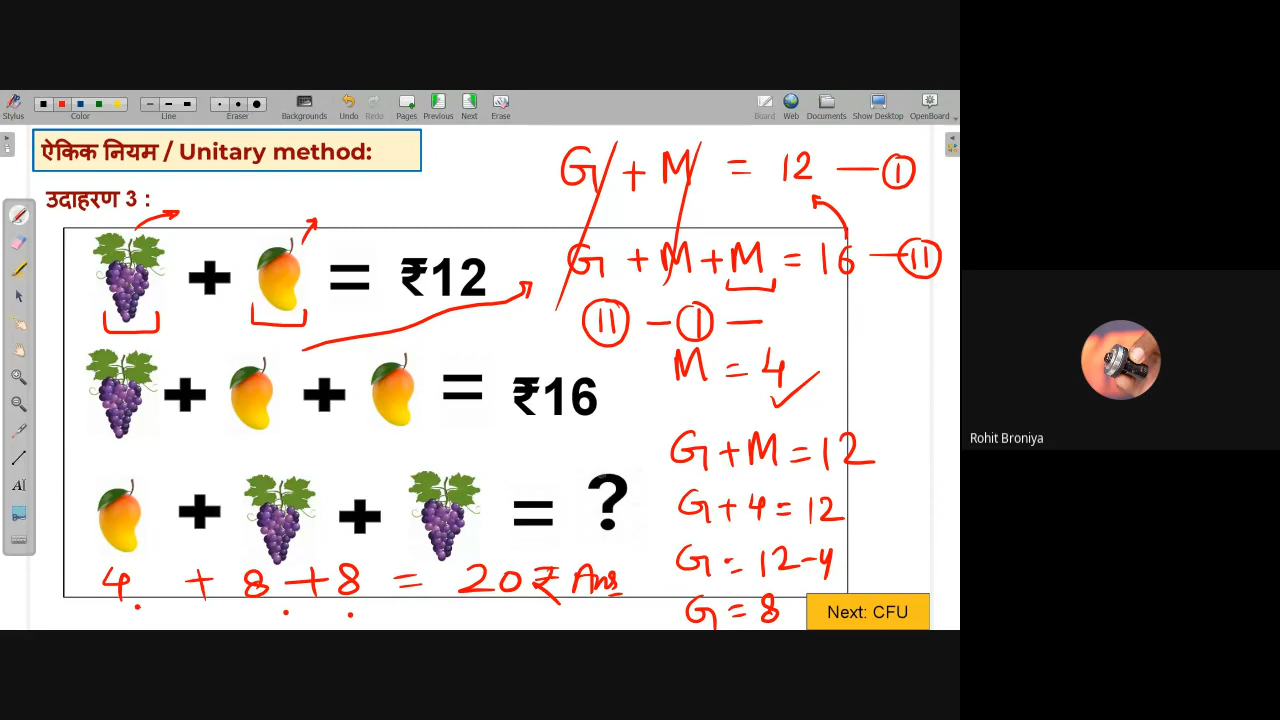 Stylus
Color
Line
Eraser
Backgrounds
Undo
Redo
Pages
Previous
Next
Erase
Board
Web
Documents
Show Desktop
OpenBoard
ऐकिक नियम / Unitary method:
उदाहरण 3 :
G + M = 12 — ①
G + M + M = 16 — ⑪
⑪ - ① —
M = 4 ✓
+ = ₹12
+ + = ₹16
+ + = ?
4 + 8 + 8 = 20₹ Ans
G + M = 12
G + 4 = 12
G = 12 - 4
G = 8
Next: CFU
Rohit Broniya